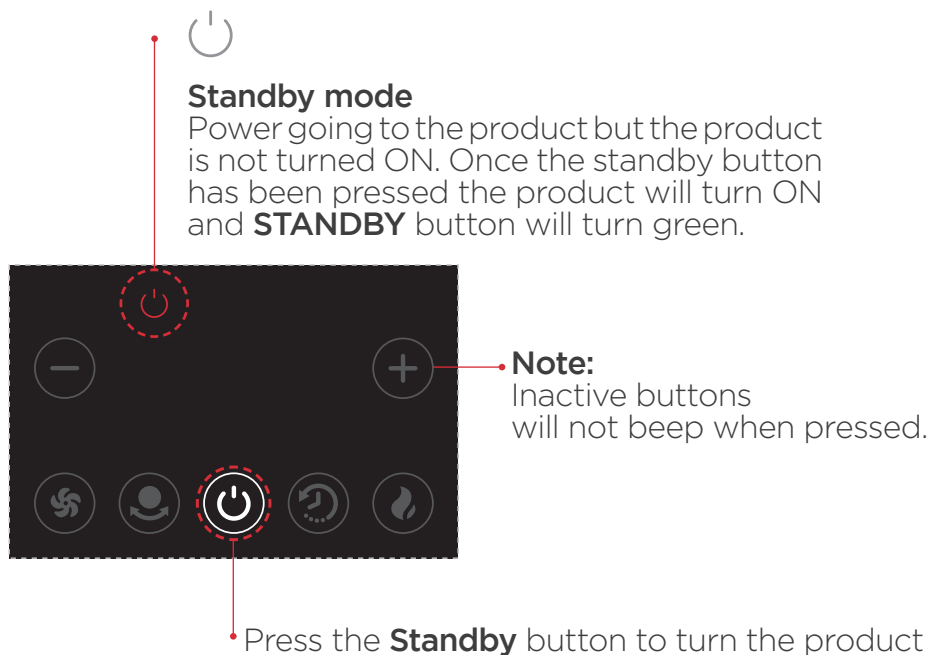 Standby mode
Power going to the product but the product
is not turned ON. Once the standby button
has been pressed the product will turn ON
and STANDBY button will turn green.
Note:
Inactive buttons
will not beep when pressed.
Press the Standby button to turn the product